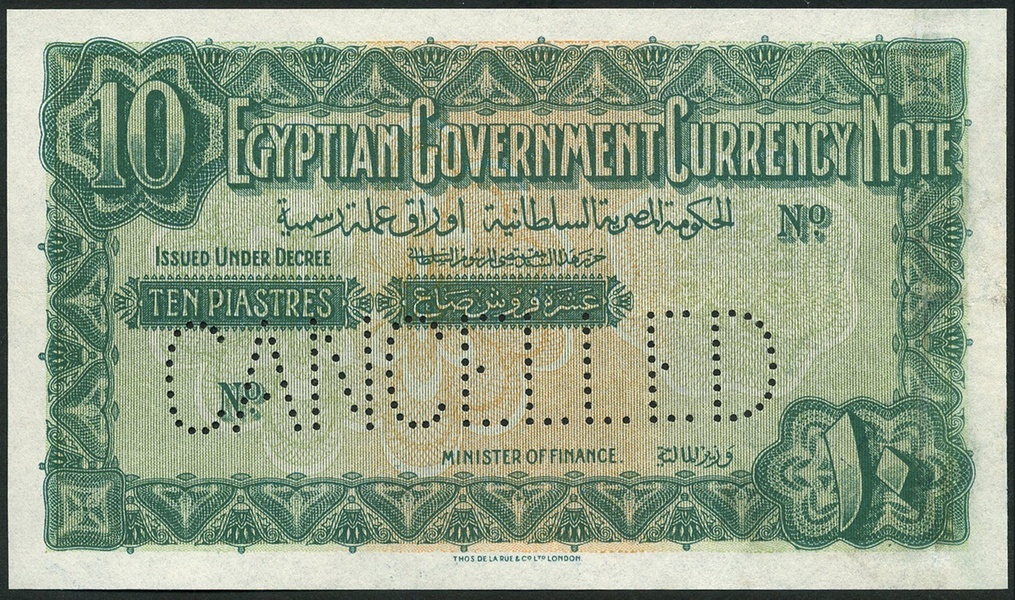 10
EGYPTIAN GOVERNMENT CURRENCY NOTE
الحكومة المصرية السلطانية اوراق عملة رسمية
Nº.
ISSUED UNDER DECREE
TEN PIASTRES
عشرة قروش صاغ
CANCELLED
Nº.
MINISTER OF FINANCE.
وزير المالية
١٠
THOS. DE LA RUE & CO. LTD. LONDON.